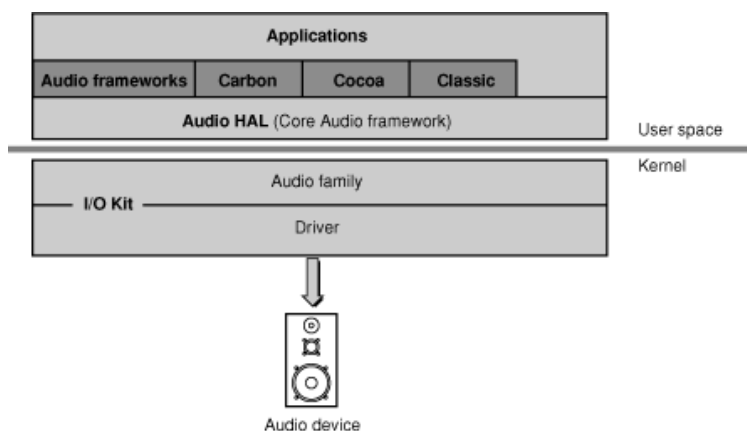 Applications
Audio frameworks Carbon Cocoa Classic
Audio HAL (Core Audio framework)
User space
Kernel
Audio family
I/O Kit
Driver
Audio device